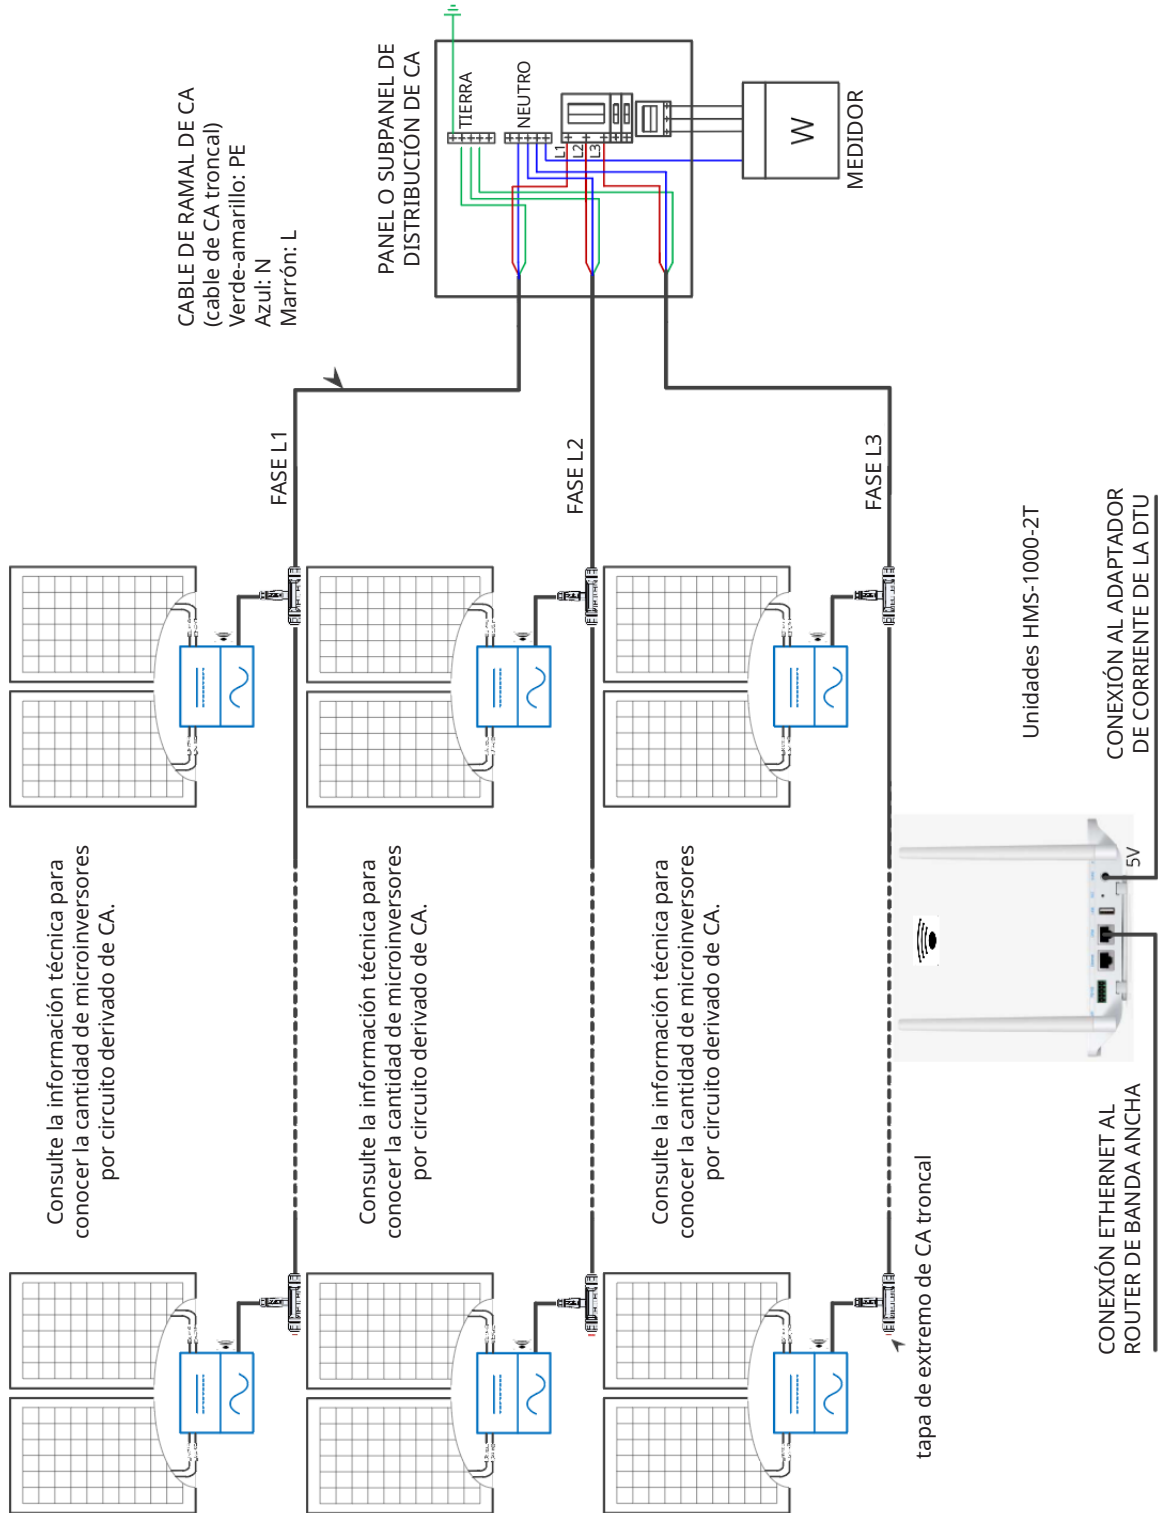 CABLE DE RAMAL DE CA
(cable de CA troncal)
Verde-amarillo: PE
Azul: N
Marrón: L
PANEL O SUBPANEL DE
DISTRIBUCIÓN DE CA
TIERRA
NEUTRO
L1
L2
L3
W
MEDIDOR
FASE L1
FASE L2
FASE L3
Consulte la información técnica para
conocer la cantidad de microinversores
por circuito derivado de CA.
Consulte la información técnica para
conocer la cantidad de microinversores
por circuito derivado de CA.
Consulte la información técnica para
conocer la cantidad de microinversores
por circuito derivado de CA.
Unidades HMS-1000-2T
CONEXIÓN AL ADAPTADOR
DE CORRIENTE DE LA DTU
5V
tapa de extremo de CA troncal
CONEXIÓN ETHERNET AL
ROUTER DE BANDA ANCHA